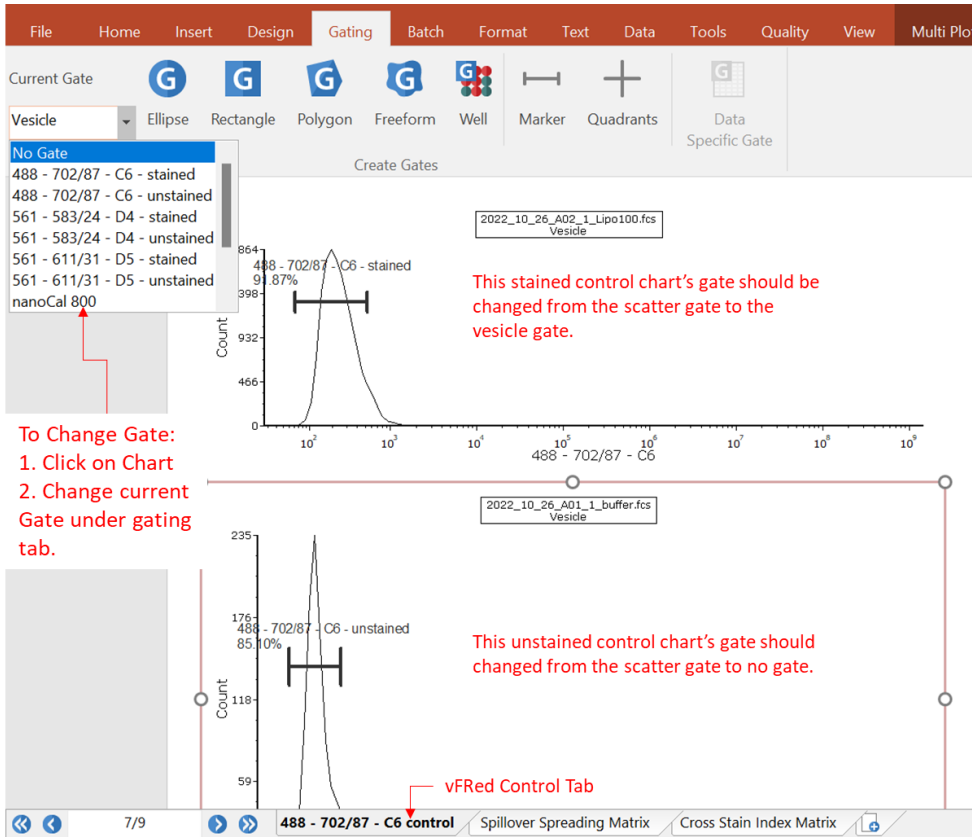 File Home Insert Design Gating Batch Format Text Data Tools Quality View Multi Plo
Current Gate
Vesicle
G G G G G G
Ellipse Rectangle Polygon Freeform Well Marker Quadrants Data
Specific Gate
Create Gates
No Gate
488 - 702/87 - C6 - stained
488 - 702/87 - C6 - unstained
561 - 583/24 - D4 - stained
561 - 583/24 - D4 - unstained
561 - 611/31 - D5 - stained
561 - 611/31 - D5 - unstained
nanoCal 800
2022_10_26_A02_1_Lipo100.fcs
Vesicle
864
488 - 702/87 - C6 - stained
91.87%
398
932
466
0
Count
10² 10³ 10⁴ 10⁵ 10⁶ 10⁷ 10⁸ 10⁹
488 - 702/87 - C6
This stained control chart's gate should be
changed from the scatter gate to the
vesicle gate.
To Change Gate:
1. Click on Chart
2. Change current
Gate under gating
tab.
2022_10_26_A01_1_buffer.fcs
Vesicle
235
176
488 - 702/87 - C6 - unstained
85.10%
118
59
Count
This unstained control chart's gate should
changed from the scatter gate to no gate.
vFRed Control Tab
7/9 488 - 702/87 - C6 control Spillover Spreading Matrix Cross Stain Index Matrix